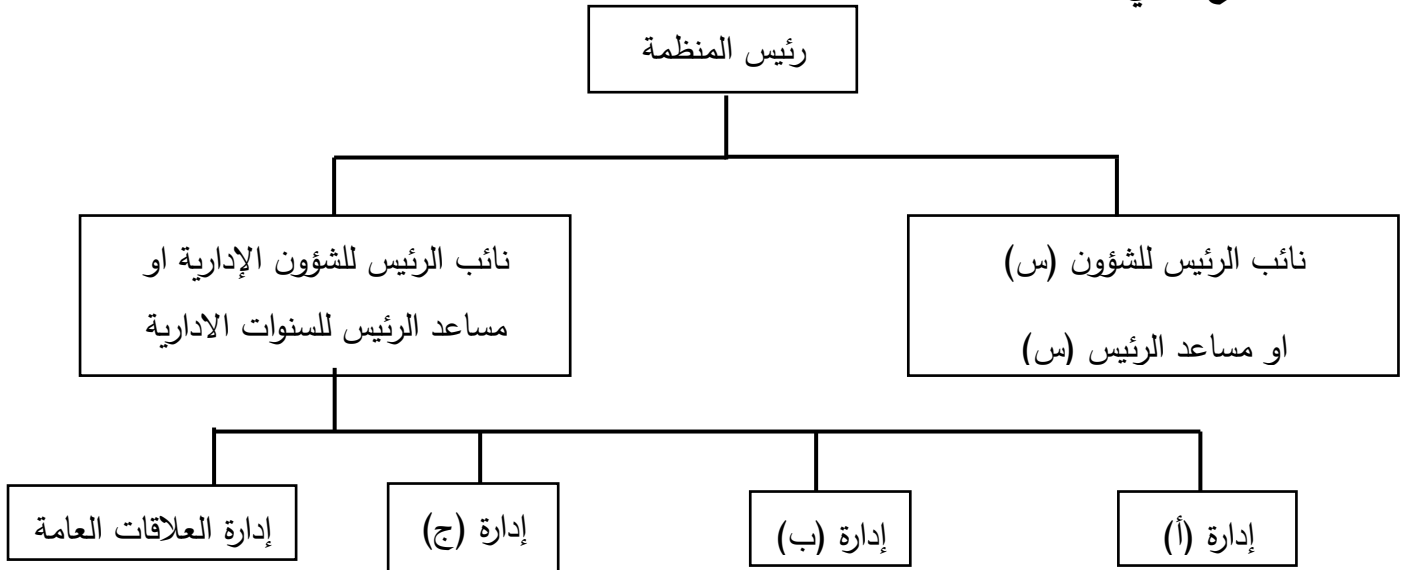 رئيس المنظمة
نائب الرئيس للشؤون (س)
او مساعد الرئيس (س)
نائب الرئيس للشؤون الإدارية او
مساعد الرئيس للسنوات الادارية
إدارة (أ)
إدارة (ب)
إدارة (ج)
إدارة العلاقات العامة